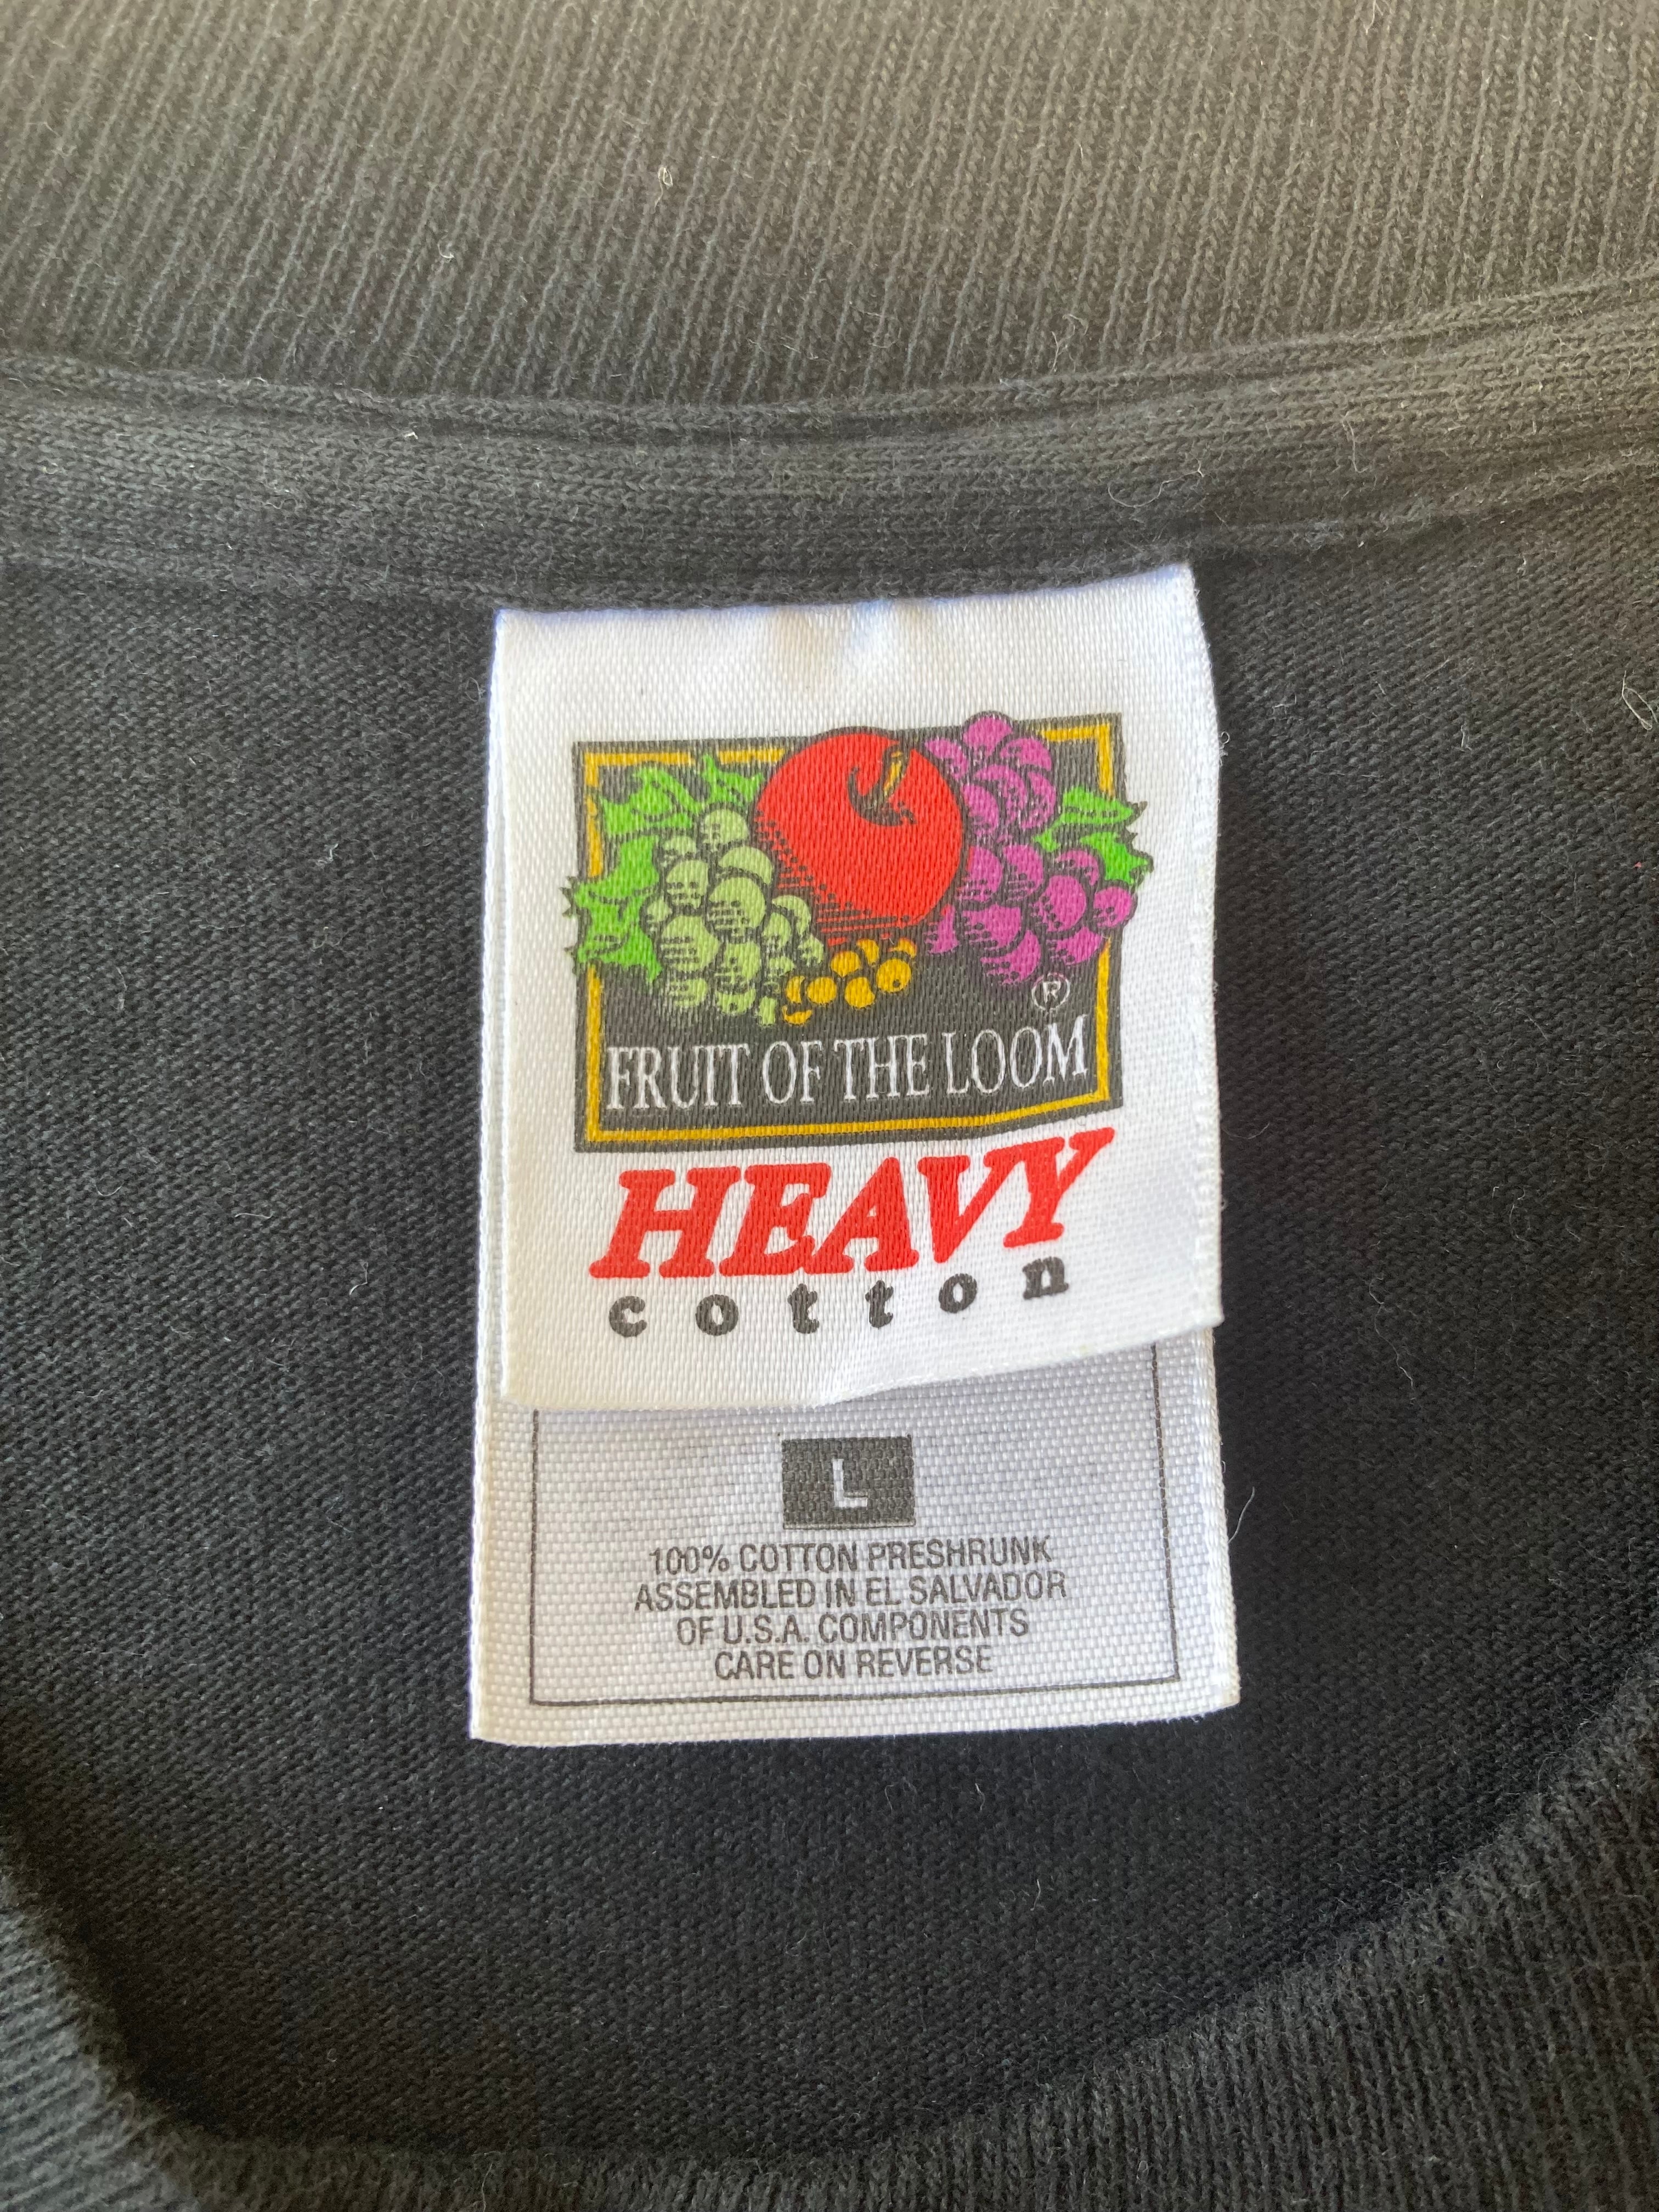 ®
FRUIT OF THE LOOM
HEAVY
cotton
L
100% COTTON PRESHRUNK
ASSEMBLED IN EL SALVADOR
OF U.S.A. COMPONENTS
CARE ON REVERSE